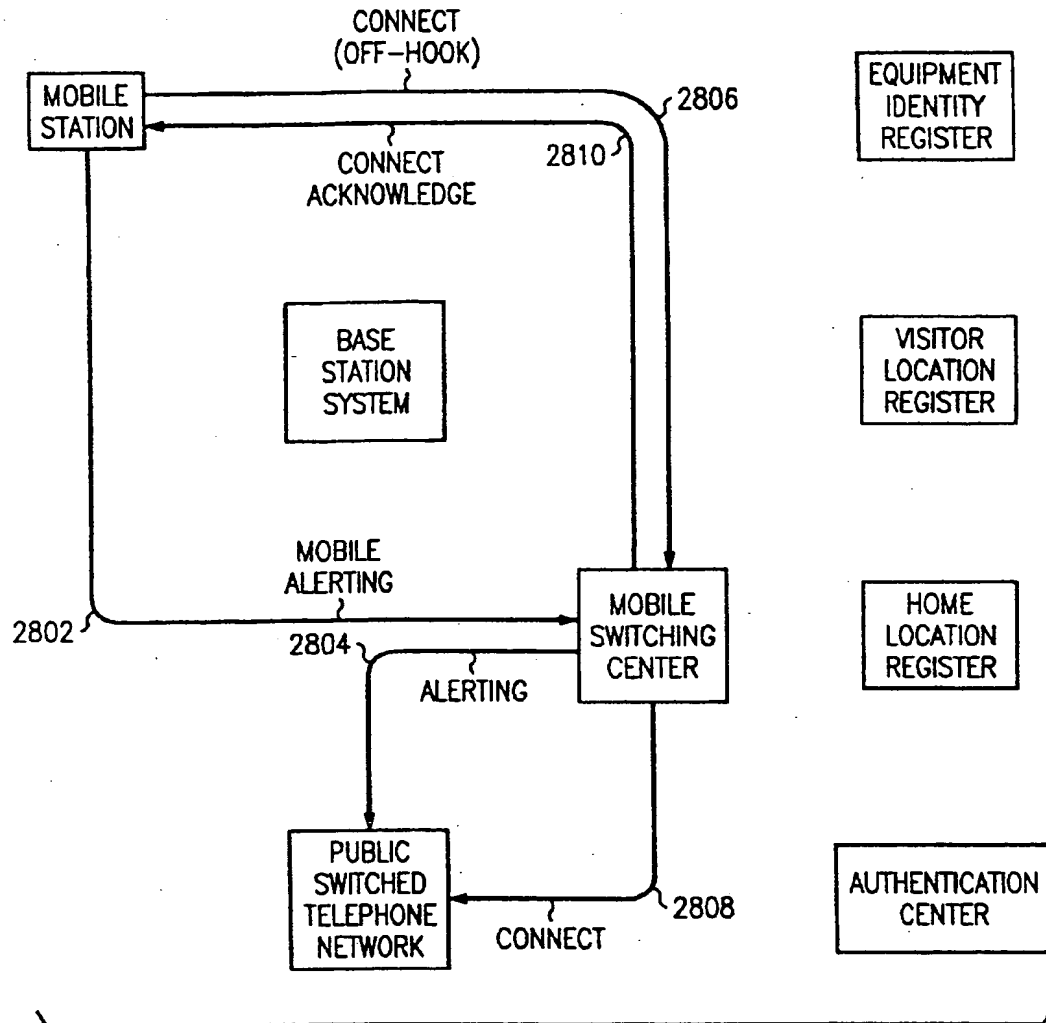 CONNECT
(OFF-HOOK)
MOBILE
STATION
2806
EQUIPMENT
IDENTITY
REGISTER
2810
CONNECT
ACKNOWLEDGE
BASE
STATION
SYSTEM
VISITOR
LOCATION
REGISTER
MOBILE
ALERTING
2802
2804
ALERTING
MOBILE
SWITCHING
CENTER
HOME
LOCATION
REGISTER
PUBLIC
SWITCHED
TELEPHONE
NETWORK
CONNECT
2808
AUTHENTICATION
CENTER